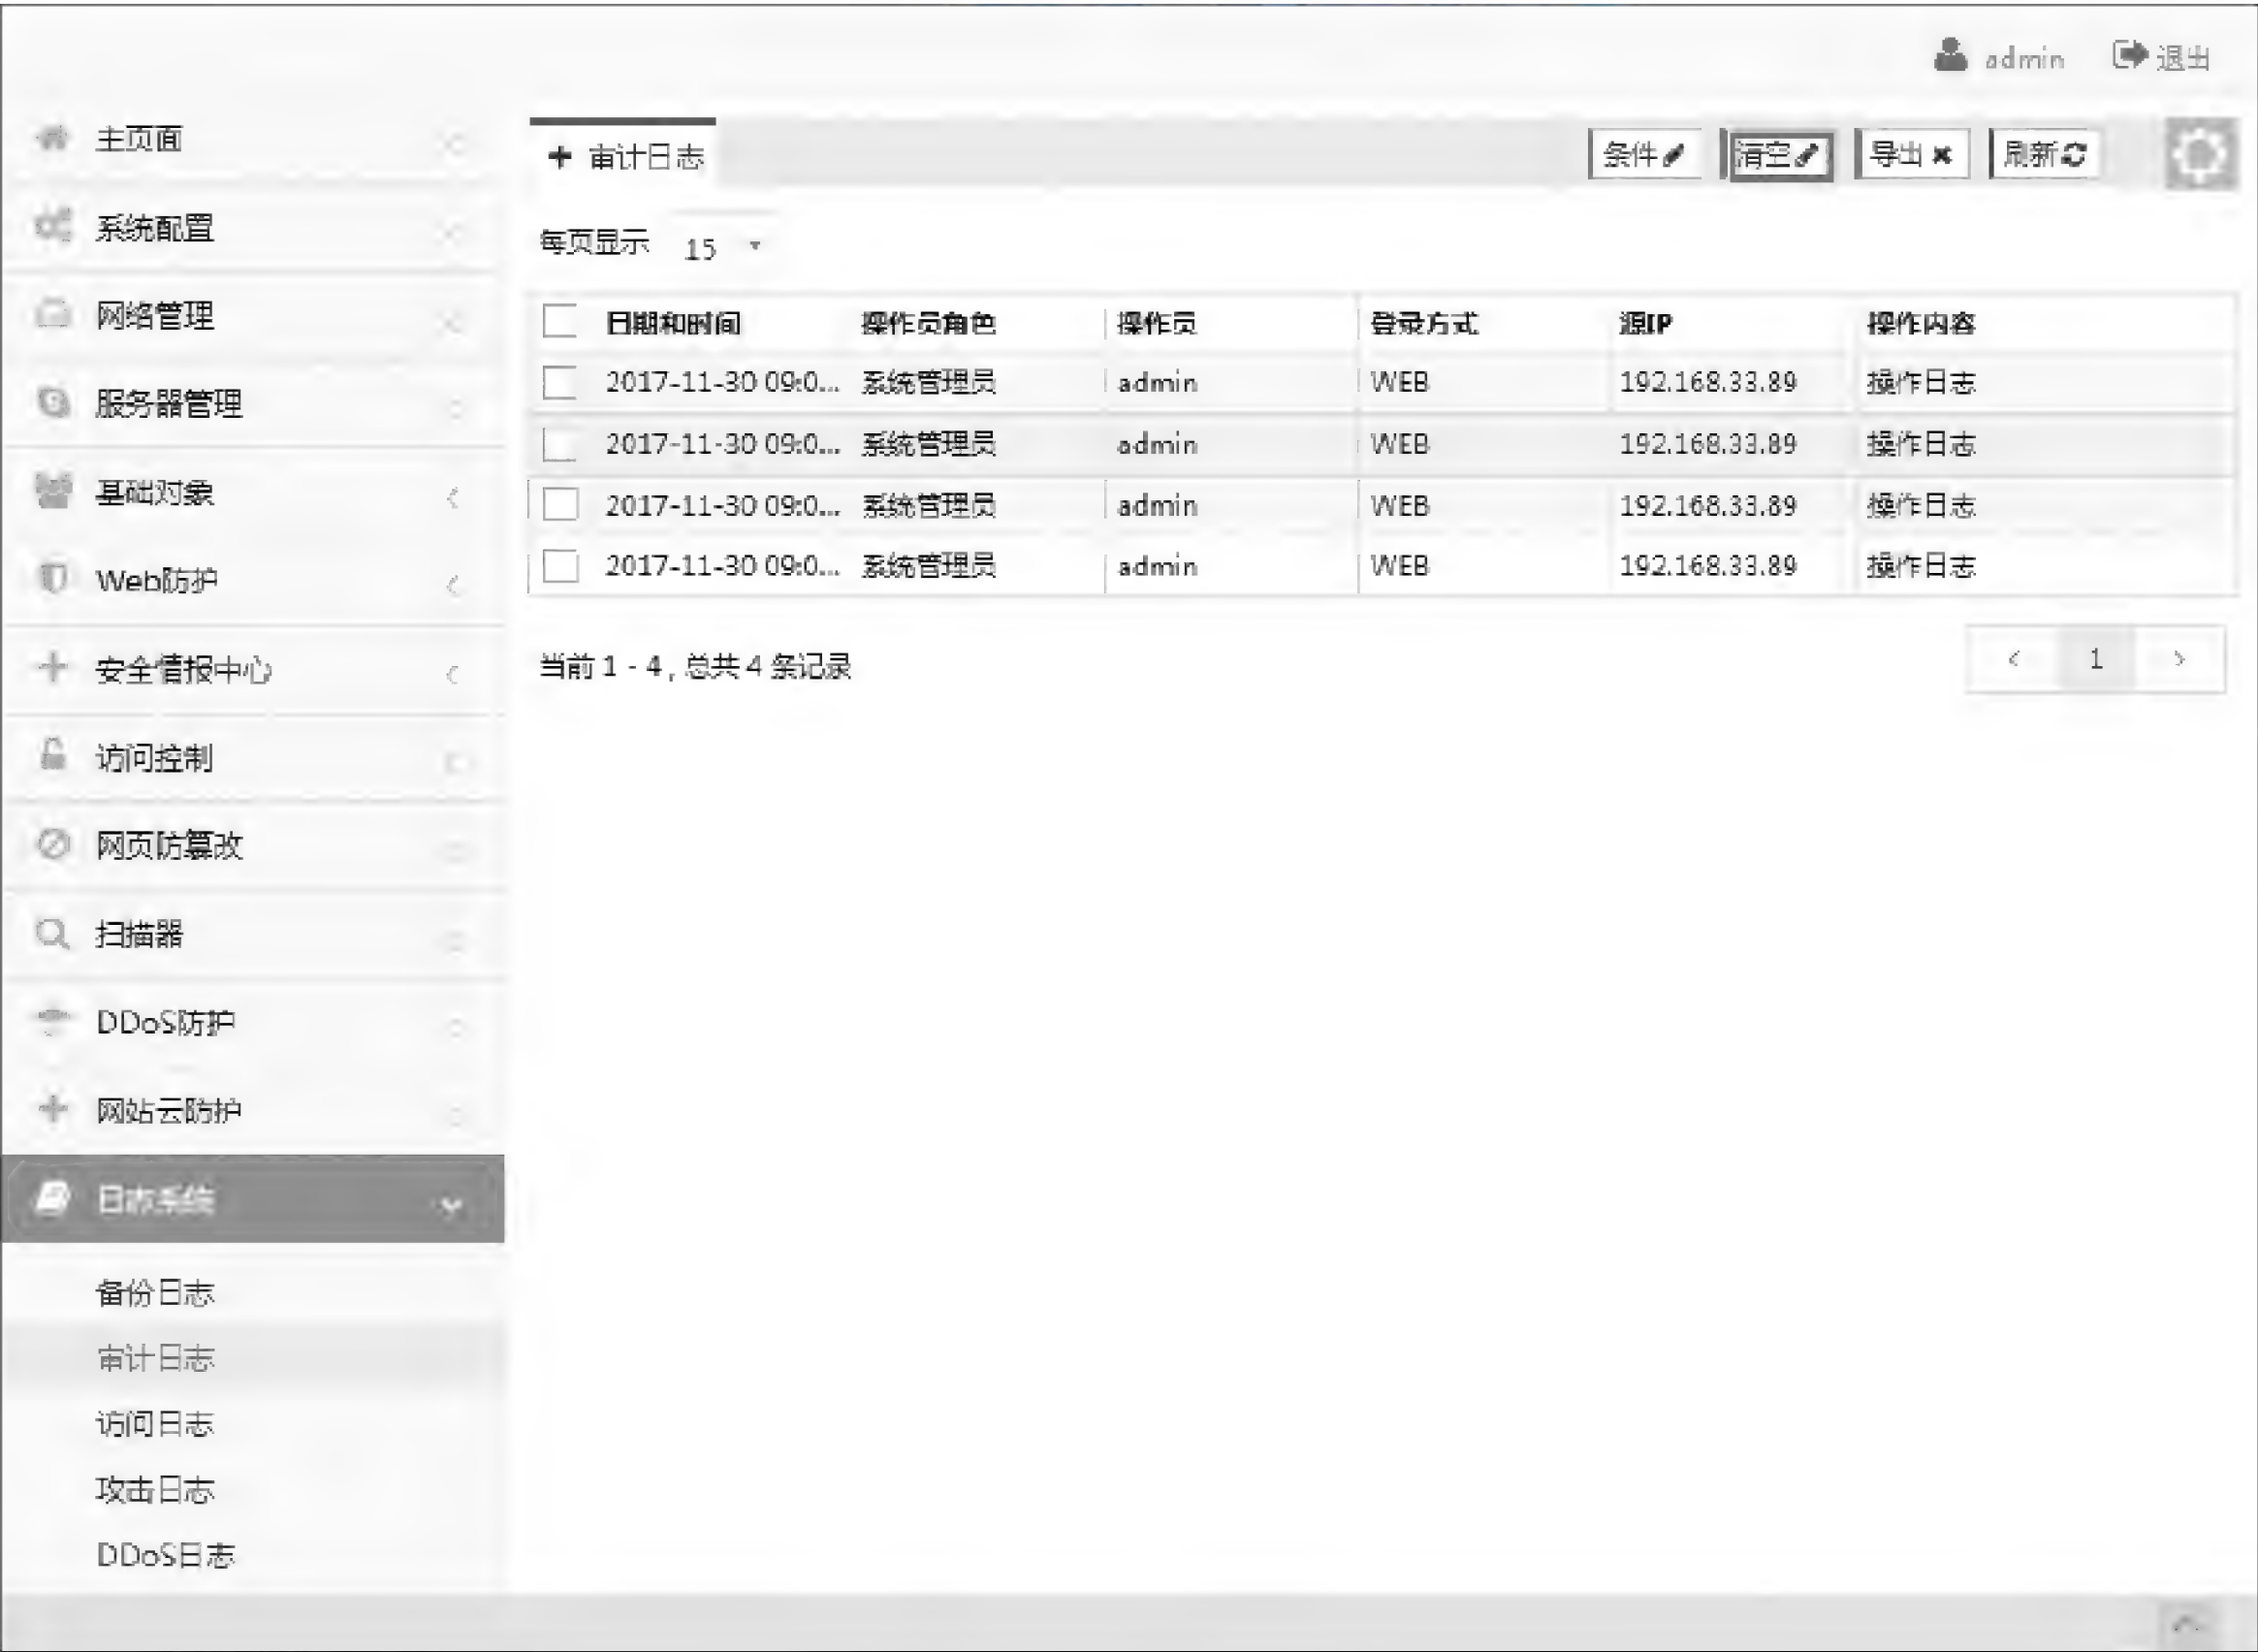 admin 退出
主页面
系统配置
网络管理
服务器管理
基础对象
Web防护
安全情报中心
访问控制
网页防篡改
扫描器
DDoS防护
网站云防护
日志系统
备份日志
审计日志
访问日志
攻击日志
DDoS日志
审计日志 条件 清空 导出 刷新
每页显示 15
日期和时间 操作员角色 操作员 登录方式 源IP 操作内容
2017-11-30 09:0... 系统管理员 admin WEB 192.168.33.89 操作日志
2017-11-30 09:0... 系统管理员 admin WEB 192.168.33.89 操作日志
2017-11-30 09:0... 系统管理员 admin WEB 192.168.33.89 操作日志
2017-11-30 09:0... 系统管理员 admin WEB 192.168.33.89 操作日志
当前 1 - 4 , 总共 4 条记录 < 1 >